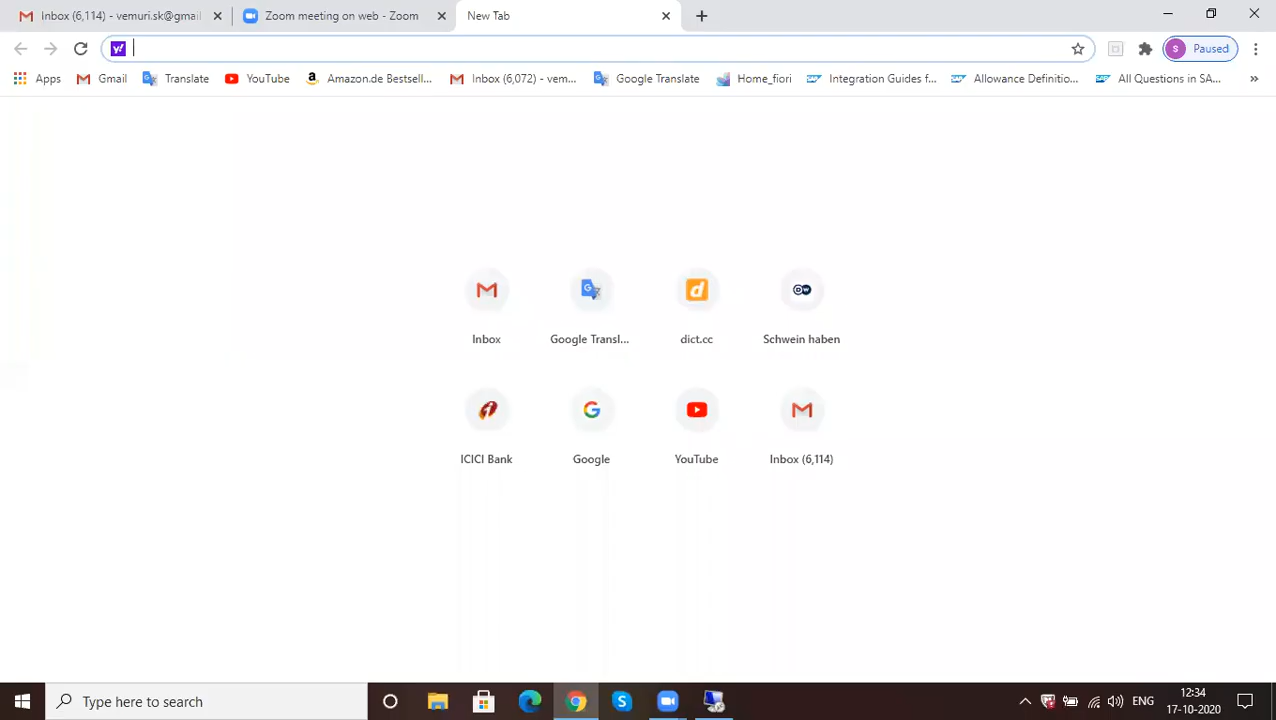 Inbox (6,114) - vemuri.sk@gmail
Zoom meeting on web - Zoom
New Tab
Paused
Apps
Gmail
Translate
YouTube
Amazon.de Bestsell...
Inbox (6,072) - vem...
Google Translate
Home_fiori
Integration Guides f...
Allowance Definitio...
All Questions in SA...
Inbox
Google Transl...
dict.cc
Schwein haben
ICICI Bank
Google
YouTube
Inbox (6,114)
Type here to search
ENG
12:34
17-10-2020